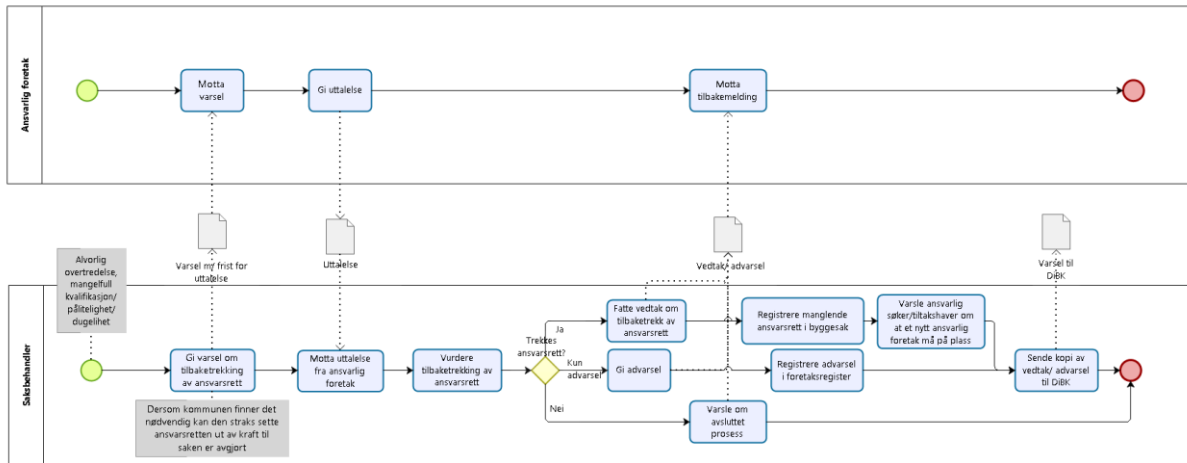 Ansvarlig foretak
Motta
varsel
Gi uttalelse
Motta
tilbakemelding
Varsel m/ frist for
uttalelse
Uttalelse
Vedtak/ advarsel
Varsel til
DiBK
Alvorlig
overtredelse,
mangelfull
kvalifikasjon/
pålitelighet/
dugelihet
Saksbehandler
Gi varsel om
tilbaketrekking
av ansvarsrett
Dersom kommunen finner det
nødvendig kan den straks sette
ansvarsretten ut av kraft til
saken er avgjort
Motta uttalelse
fra ansvarlig
foretak
Vurdere
tilbaketrekking av
ansvarsrett
Trekkes
ansvarsrett?
Ja
Fatte vedtak om
tilbaketrekk av
ansvarsrett
Registrere manglende
ansvarsrett i byggesak
Varsle ansvarlig
søker/tiltakshaver om
at et nytt ansvarlig
foretak må på plass
Kun
advarsel
Gi advarsel
Registrere advarsel
i foretaksregister
Nei
Varsle om
avsluttet
prosess
Sende kopi av
vedtak/ advarsel
til DiBK